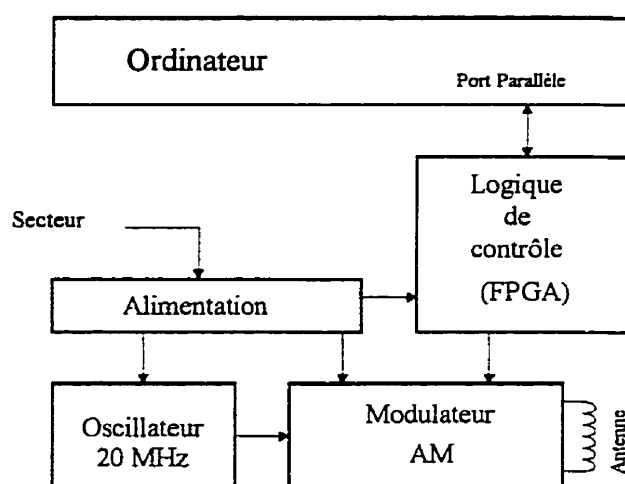 Ordinateur
Port Parallèle
Logique
de
contrôle
(FPGA)
Secteur
Alimentation
Oscillateur
20 MHz
Modulateur
AM
Antenne